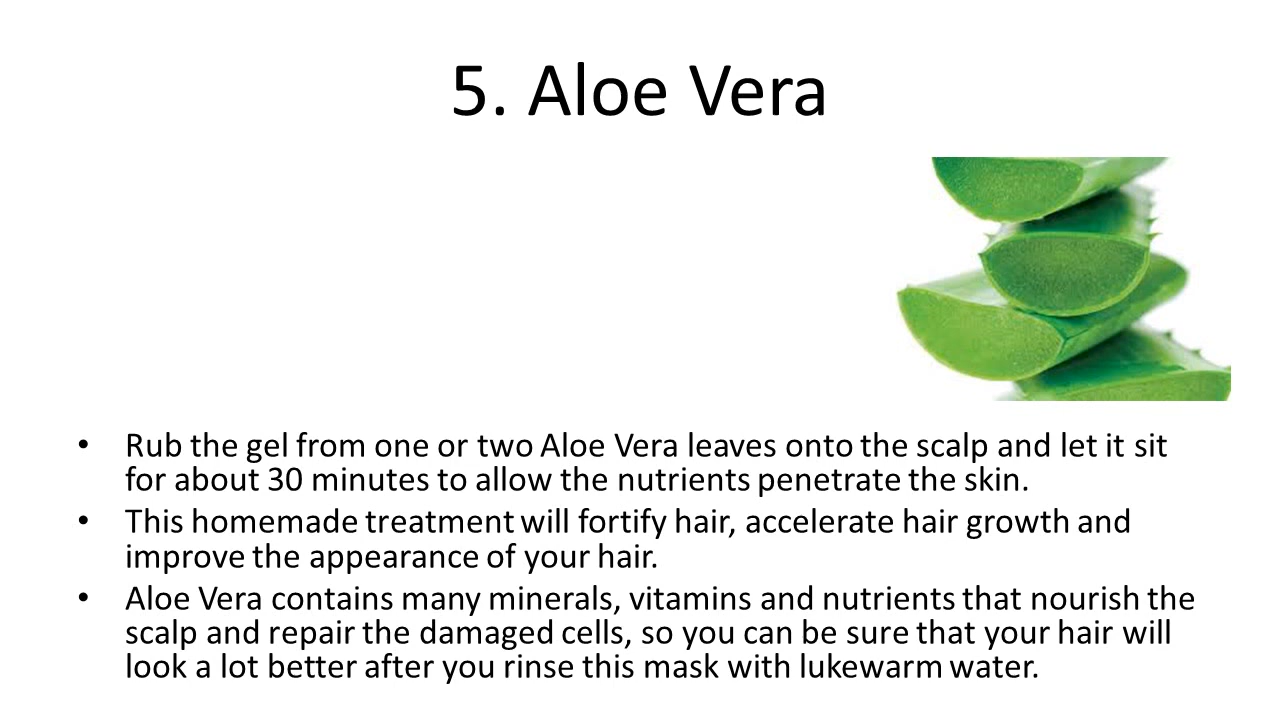 5. Aloe Vera
• Rub the gel from one or two Aloe Vera leaves onto the scalp and let it sit
for about 30 minutes to allow the nutrients penetrate the skin.
• This homemade treatment will fortify hair, accelerate hair growth and
improve the appearance of your hair.
• Aloe Vera contains many minerals, vitamins and nutrients that nourish the
scalp and repair the damaged cells, so you can be sure that your hair will
look a lot better after you rinse this mask with lukewarm water.